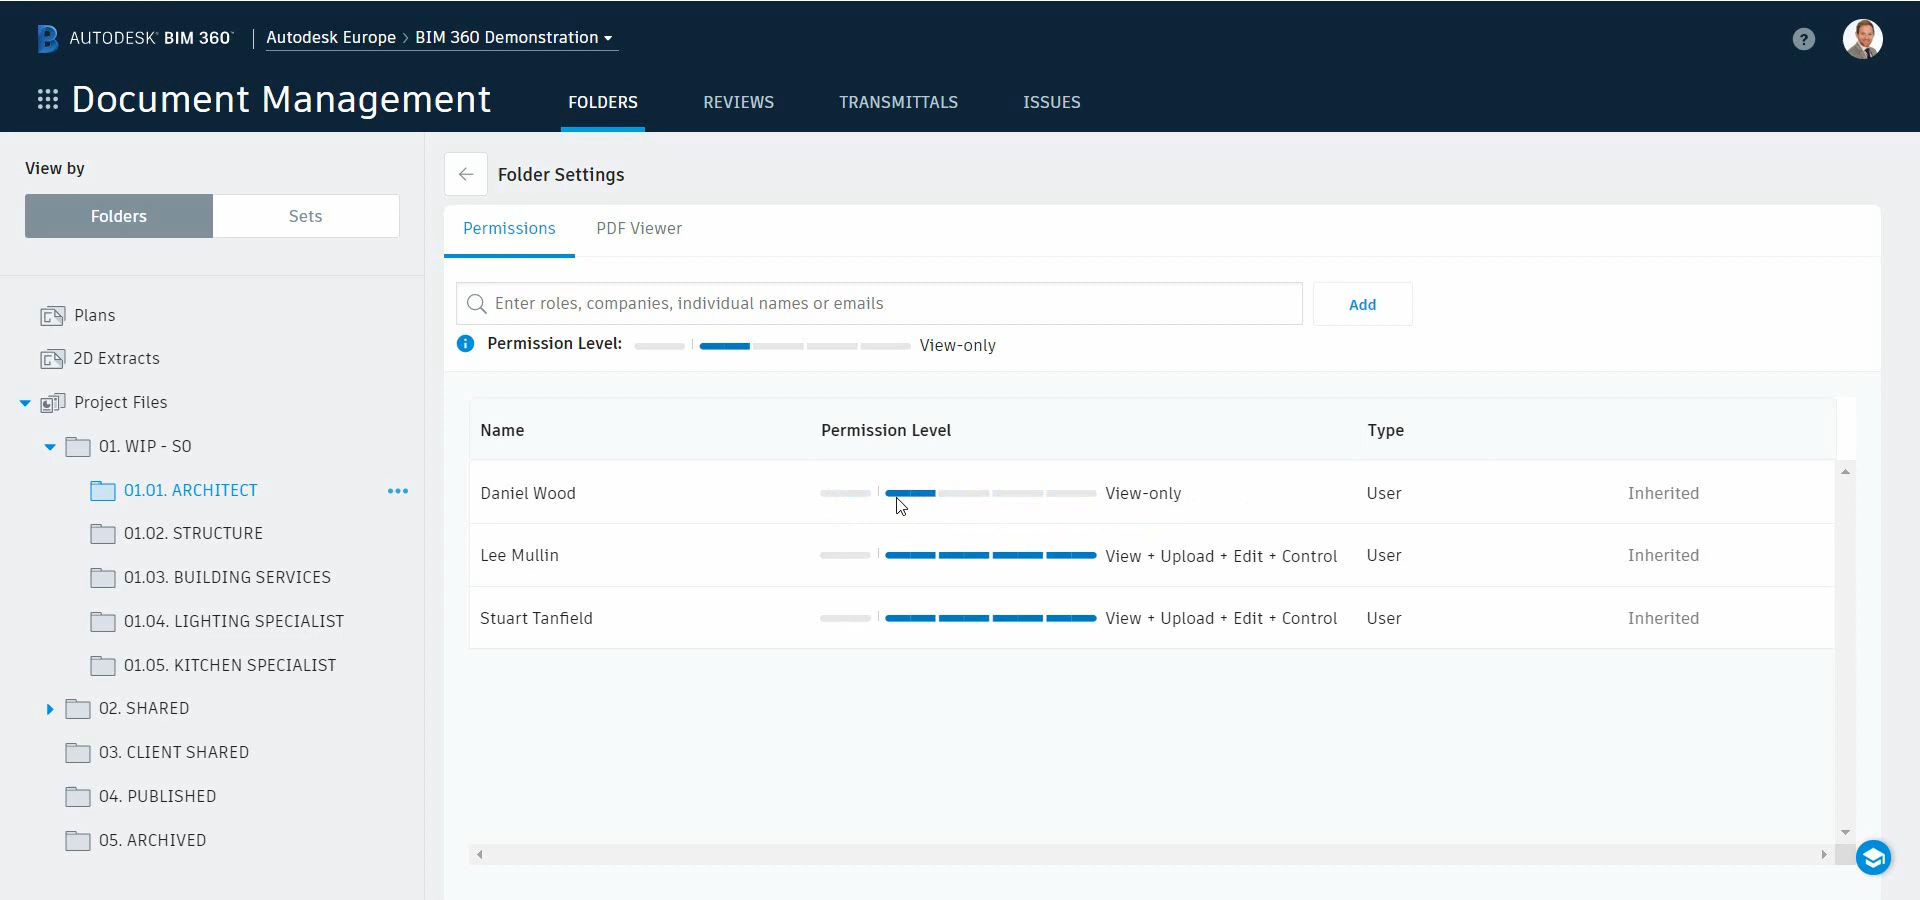 AUTODESK BIM 360
Autodesk Europe > BIM 360 Demonstration
?
Document Management
FOLDERS
REVIEWS
TRANSMITTALS
ISSUES
View by
Folders
Sets
Plans
2D Extracts
Project Files
01. WIP - S0
01.01. ARCHITECT
01.02. STRUCTURE
01.03. BUILDING SERVICES
01.04. LIGHTING SPECIALIST
01.05. KITCHEN SPECIALIST
02. SHARED
03. CLIENT SHARED
04. PUBLISHED
05. ARCHIVED
Folder Settings
Permissions
PDF Viewer
Enter roles, companies, individual names or emails
Add
Permission Level: View-only
Name Permission Level Type
Daniel Wood View-only User Inherited
Lee Mullin View + Upload + Edit + Control User Inherited
Stuart Tanfield View + Upload + Edit + Control User Inherited